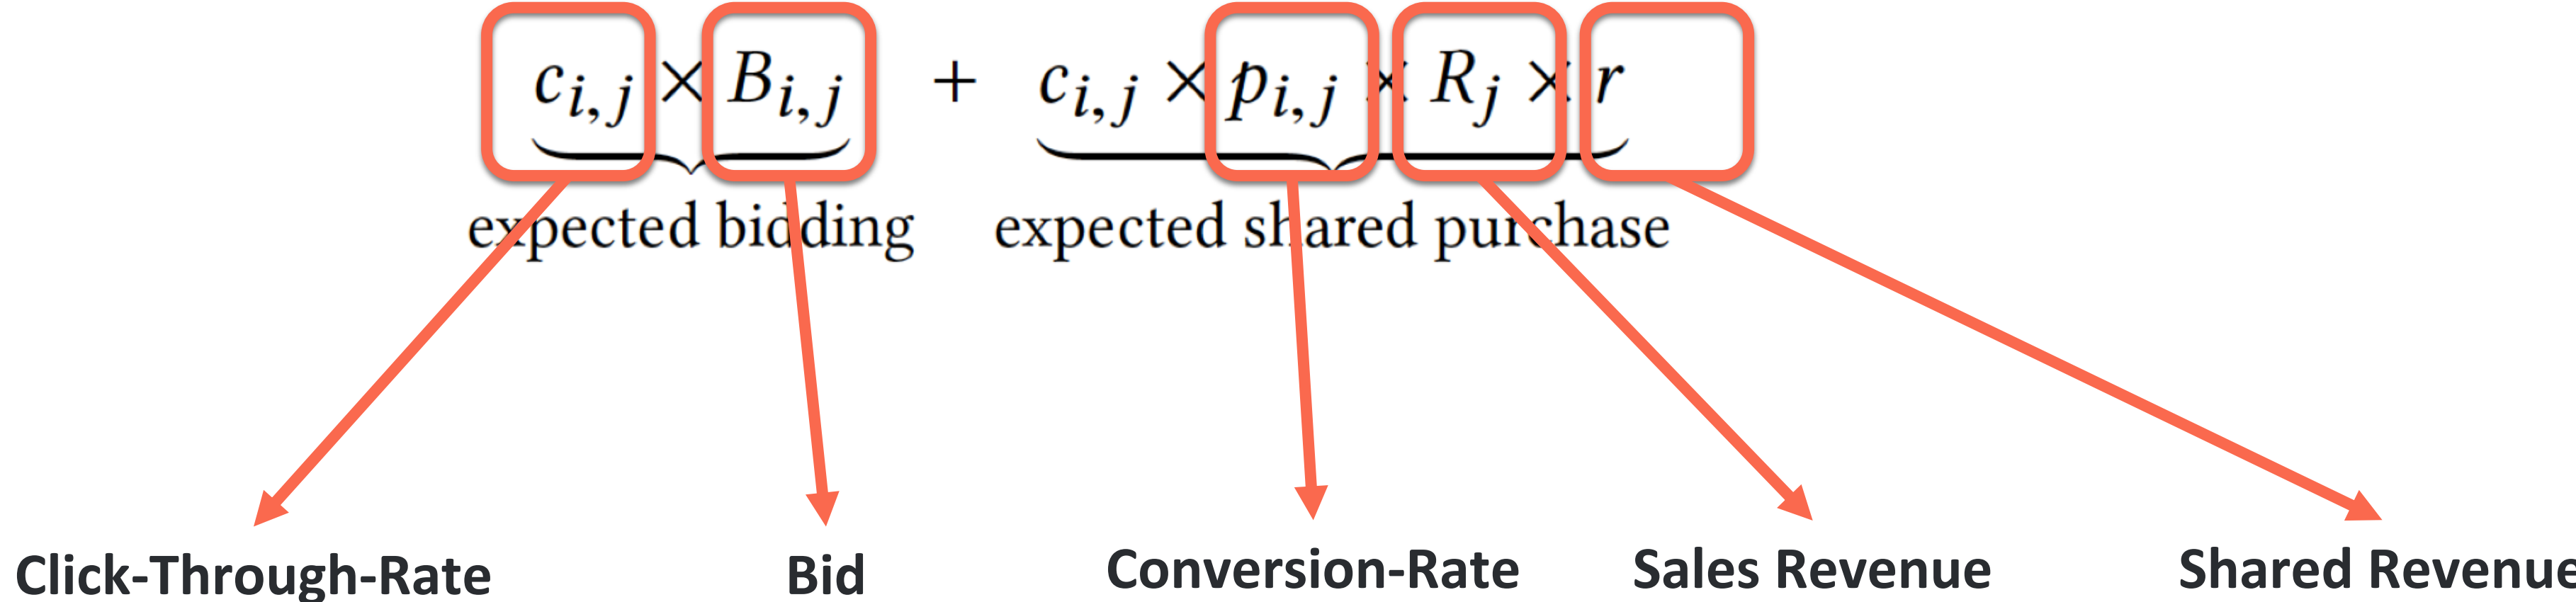 c_{i,j} × B_{i,j} + c_{i,j} × p_{i,j} × R_j × r
expected bidding expected shared purchase
Click-Through-Rate Bid Conversion-Rate Sales Revenue Shared Revenue